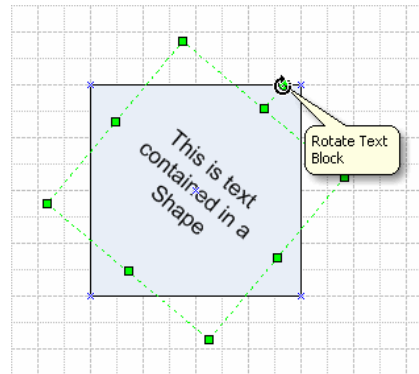 This is text
contained in a
Shape
Rotate Text
Block